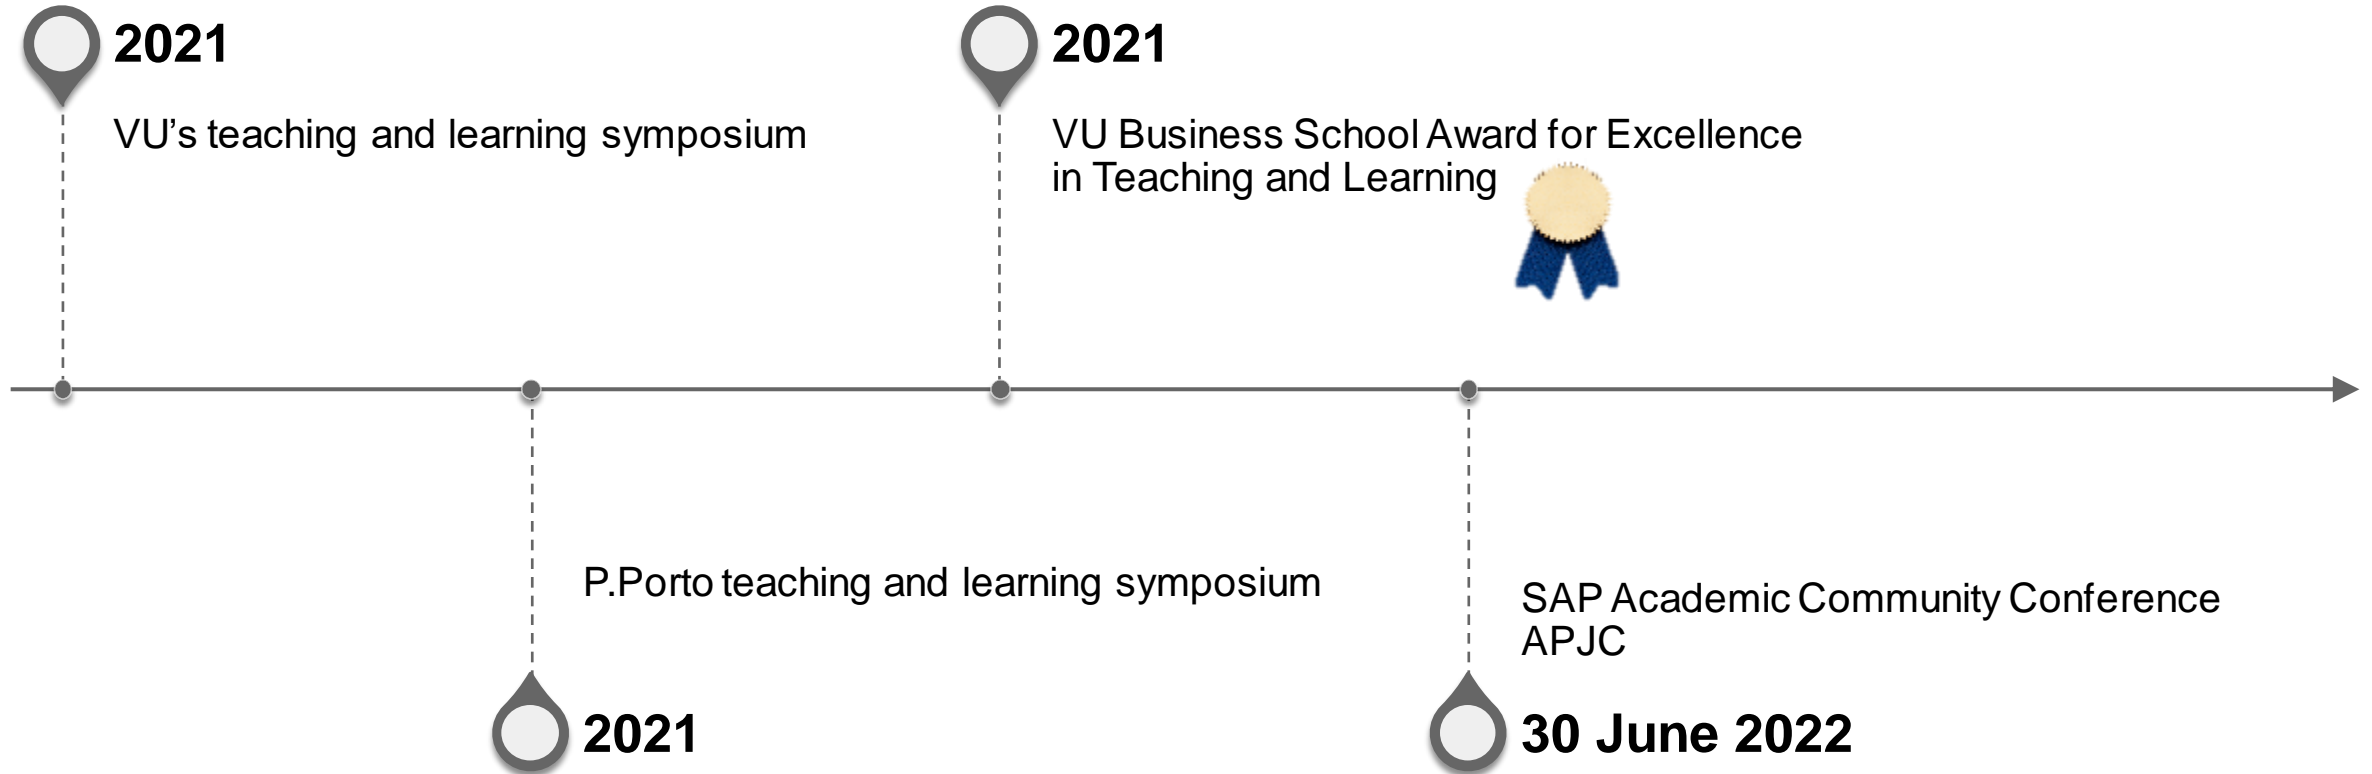 2021
VU’s teaching and learning symposium
2021
VU Business School Award for Excellence
in Teaching and Learning
P.Porto teaching and learning symposium
2021
SAP Academic Community Conference
APJC
30 June 2022